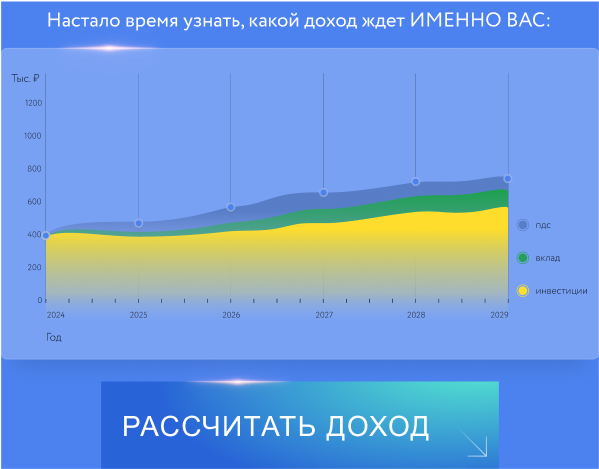 Настало время узнать, какой доход ждет ИМЕННО ВАС:
Тыс. ₽
1200
1000
800
600
400
200
0
2024 2025 2026 2027 2028 2029
Год
пдс
вклад
инвестиции
РАССЧИТАТЬ ДОХОД